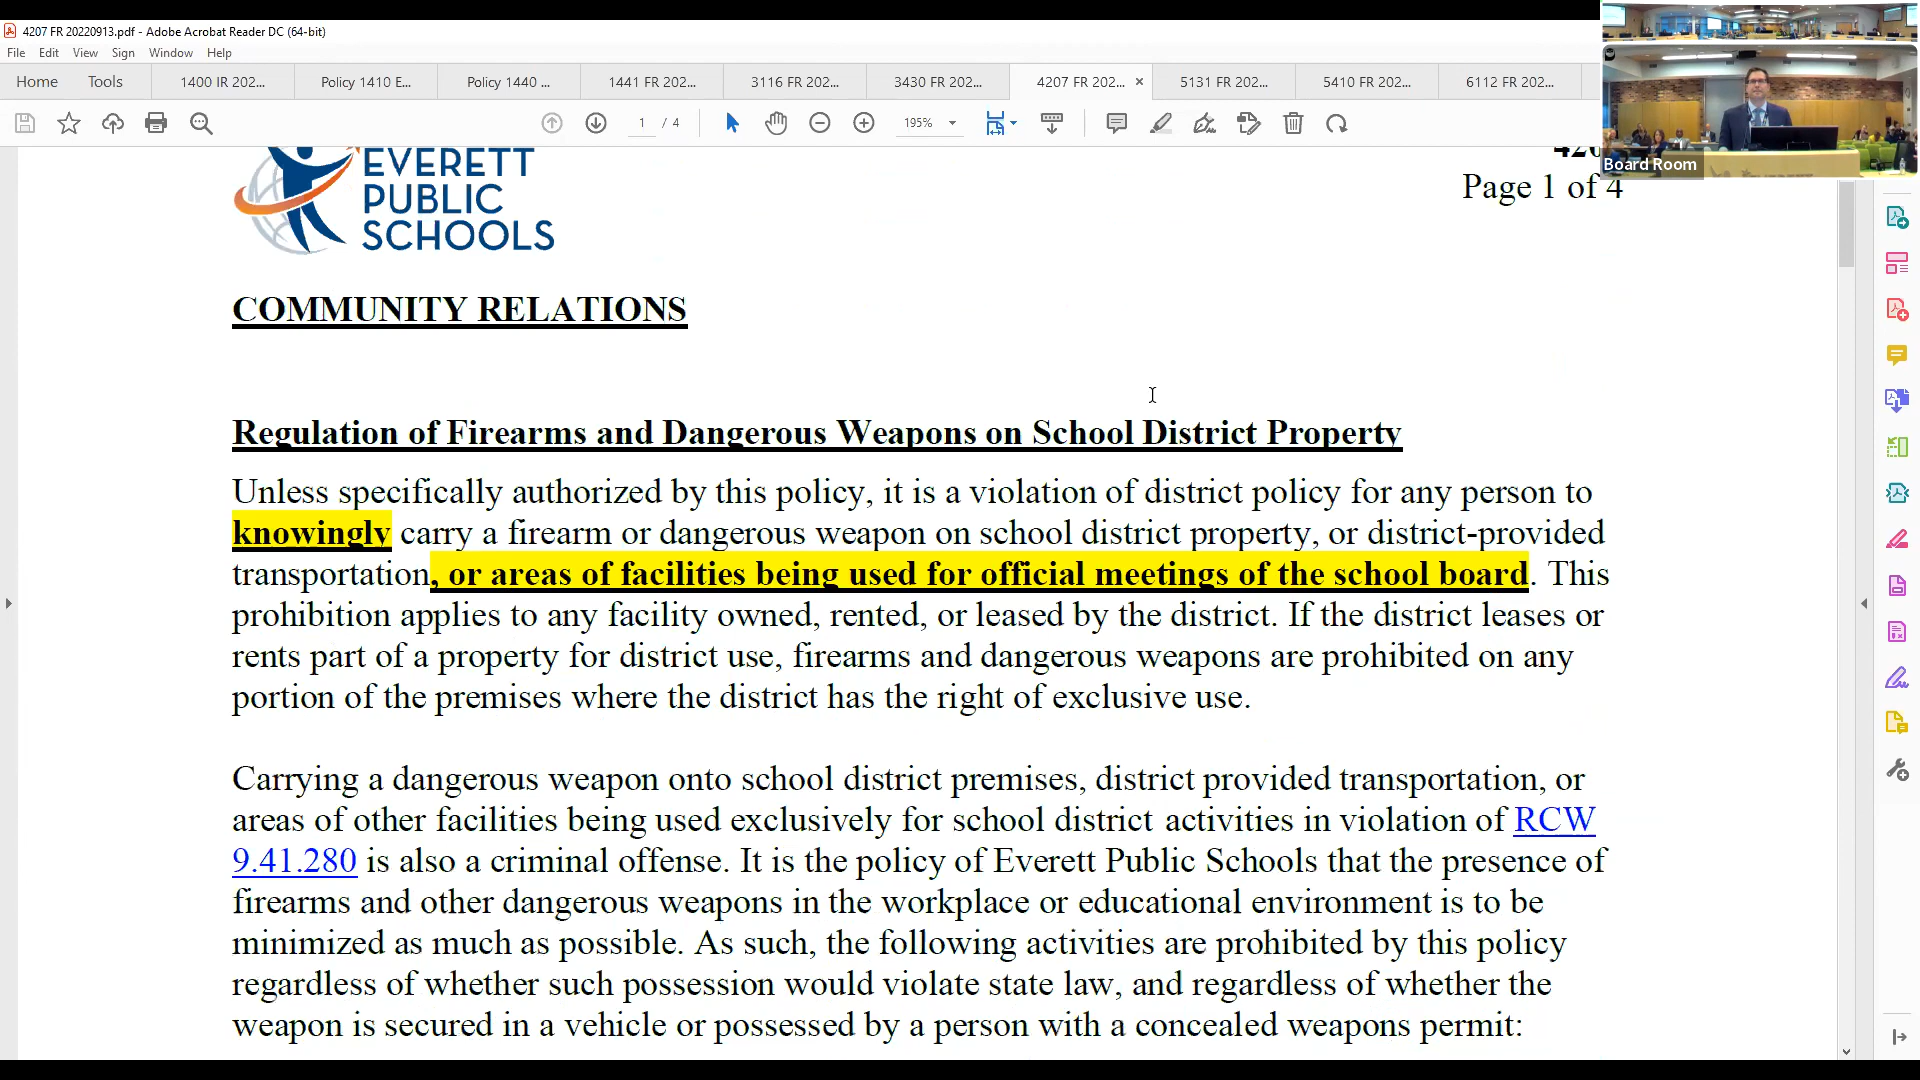 4207 FR 20220913.pdf - Adobe Acrobat Reader DC (64-bit)
File Edit View Sign Window Help
Home Tools 1400 IR 202... Policy 1410 E... Policy 1440 ... 1441 FR 202... 3116 FR 202... 3430 FR 202... 4207 FR 202... × 5131 FR 202... 5410 FR 202... 6112 FR 202...
1 / 4 195%
Board Room
EVERETT
PUBLIC
SCHOOLS
Page 1 of 4
COMMUNITY RELATIONS
Regulation of Firearms and Dangerous Weapons on School District Property
Unless specifically authorized by this policy, it is a violation of district policy for any person to
knowingly carry a firearm or dangerous weapon on school district property, or district-provided
transportation, or areas of facilities being used for official meetings of the school board. This
prohibition applies to any facility owned, rented, or leased by the district. If the district leases or
rents part of a property for district use, firearms and dangerous weapons are prohibited on any
portion of the premises where the district has the right of exclusive use.
Carrying a dangerous weapon onto school district premises, district provided transportation, or
areas of other facilities being used exclusively for school district activities in violation of RCW
9.41.280 is also a criminal offense. It is the policy of Everett Public Schools that the presence of
firearms and other dangerous weapons in the workplace or educational environment is to be
minimized as much as possible. As such, the following activities are prohibited by this policy
regardless of whether such possession would violate state law, and regardless of whether the
weapon is secured in a vehicle or possessed by a person with a concealed weapons permit: